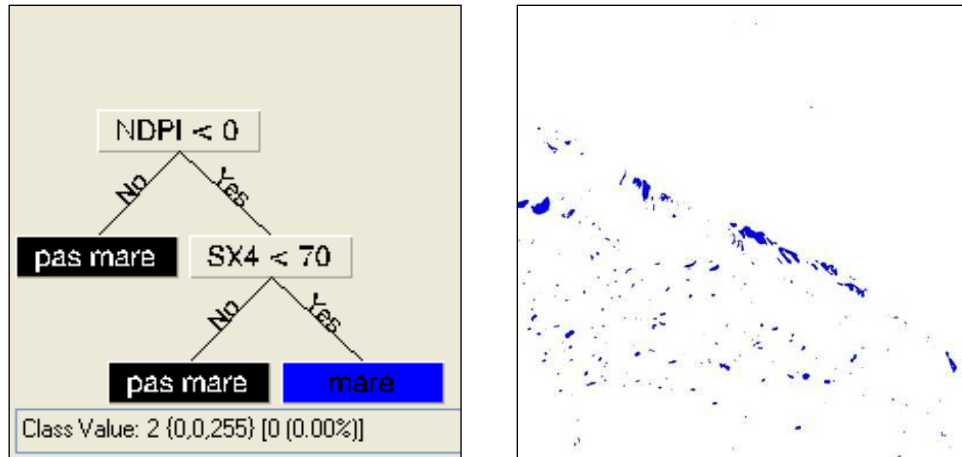 NDPI < 0
No
Yes
pas mare
SX4 < 70
No
Yes
pas mare
mare
Class Value: 2 {0,0,255} [0 (0.00%)]